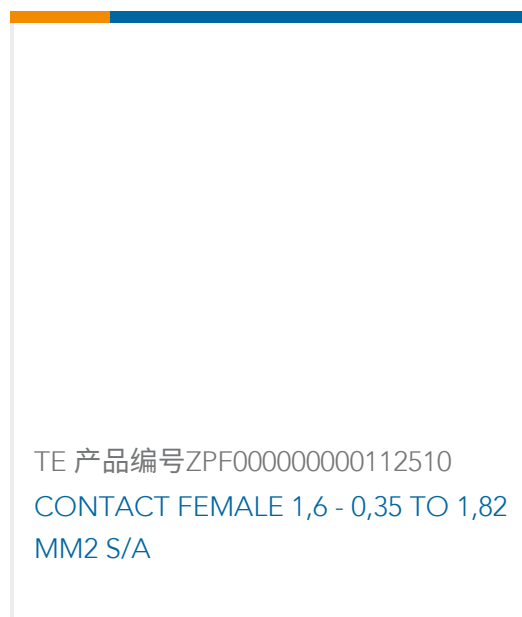 TE 产品编号ZPF000000000112510
CONTACT FEMALE 1,6 - 0,35 TO 1,82
MM2 S/A